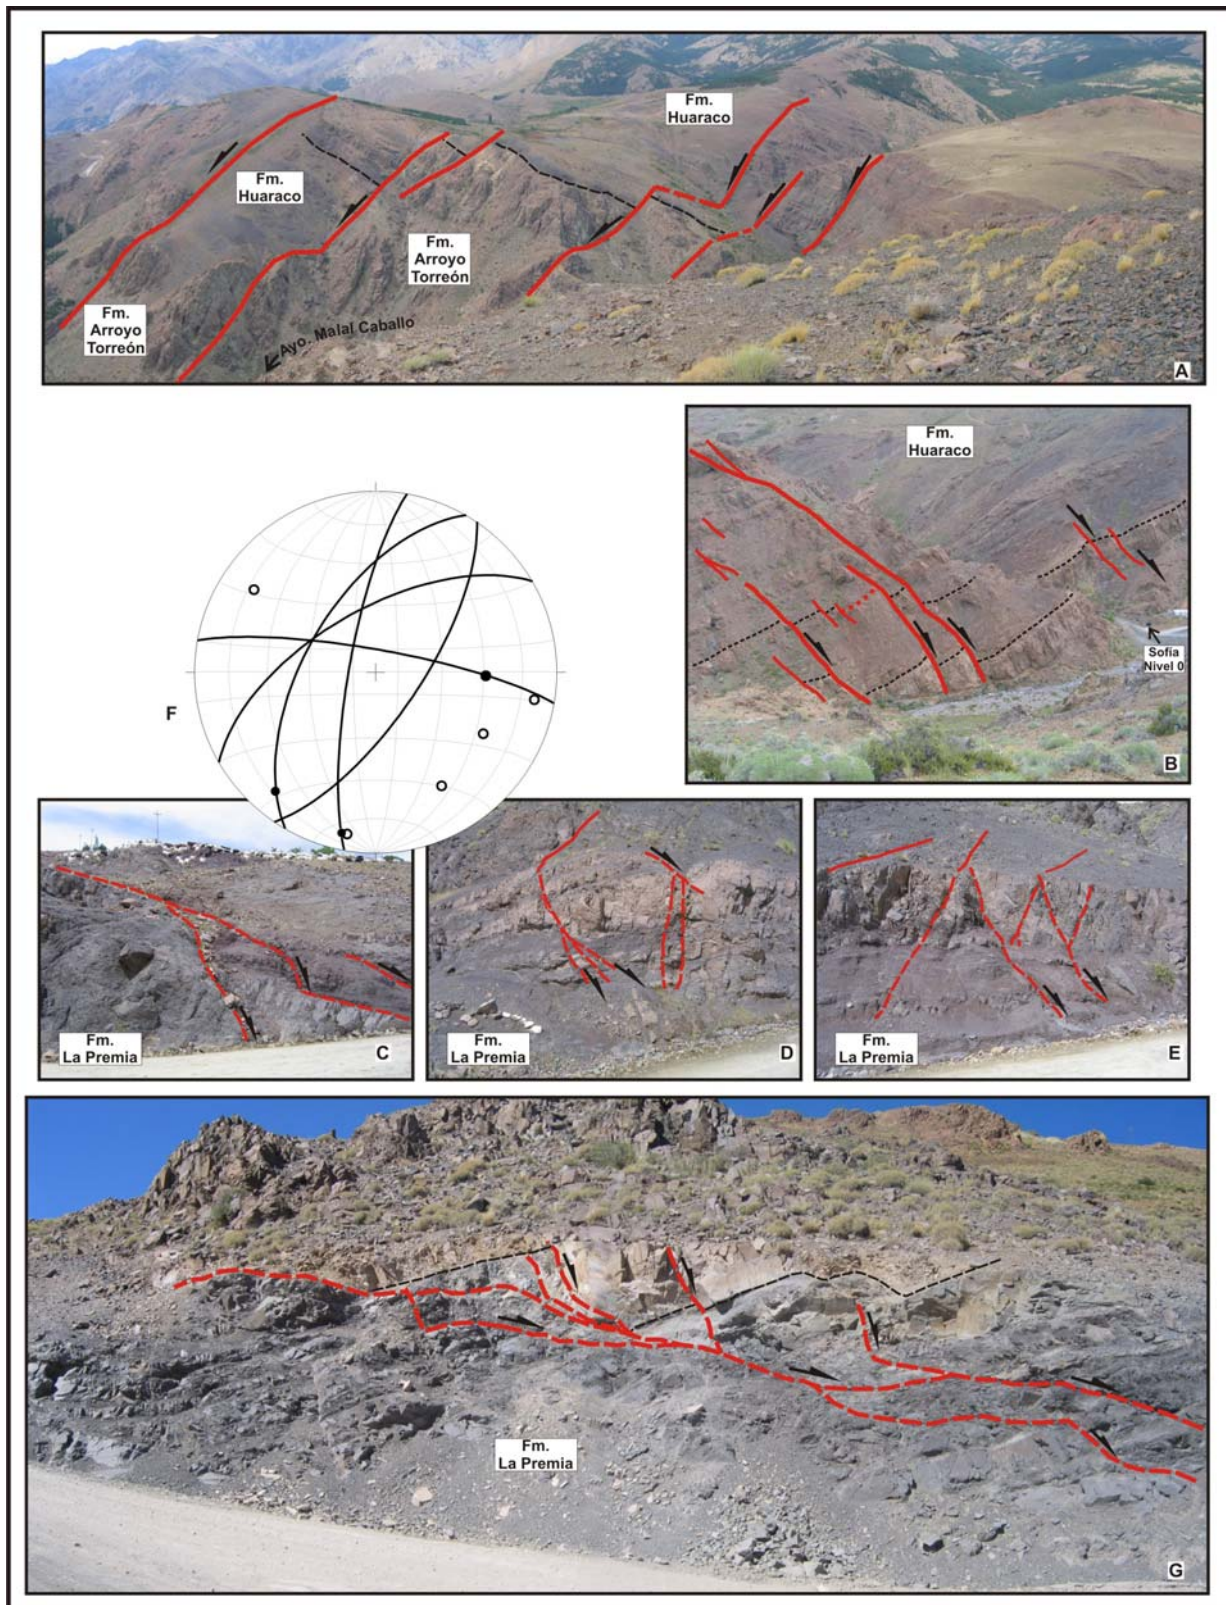 Fm.
Huaraco
Fm.
Huaraco
Fm.
Arroyo
Torreón
Fm.
Arroyo
Torreón
Ayo. Malal Caballo
A
Fm.
Huaraco
Sofía
Nivel 0
B
F
Fm.
La Premia
C
Fm.
La Premia
D
Fm.
La Premia
E
Fm.
La Premia
G